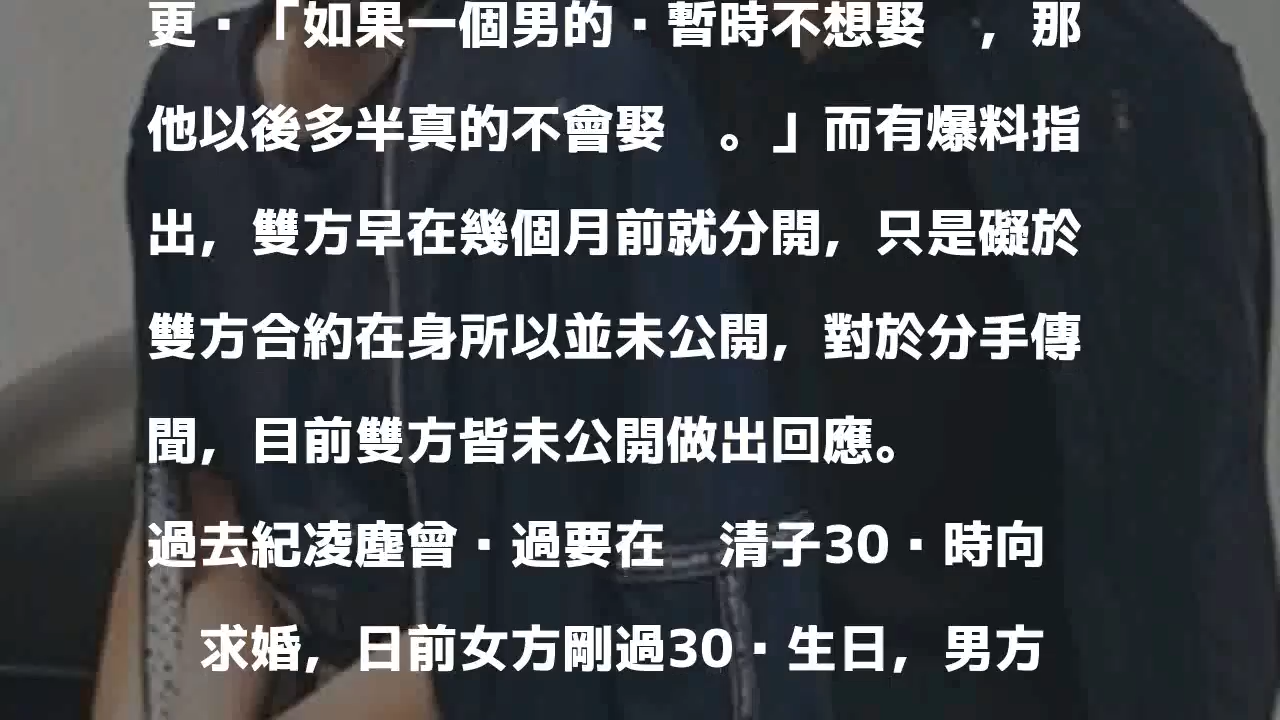 更·「如果一個男的·暫時不想娶　，那
他以後多半真的不會娶　。」而有爆料指
出，雙方早在幾個月前就分開，只是礙於
雙方合約在身所以並未公開，對於分手傳
聞，目前雙方皆未公開做出回應。
過去紀凌塵曾·過要在　清子30·時向
　求婚，日前女方剛過30·生日，男方